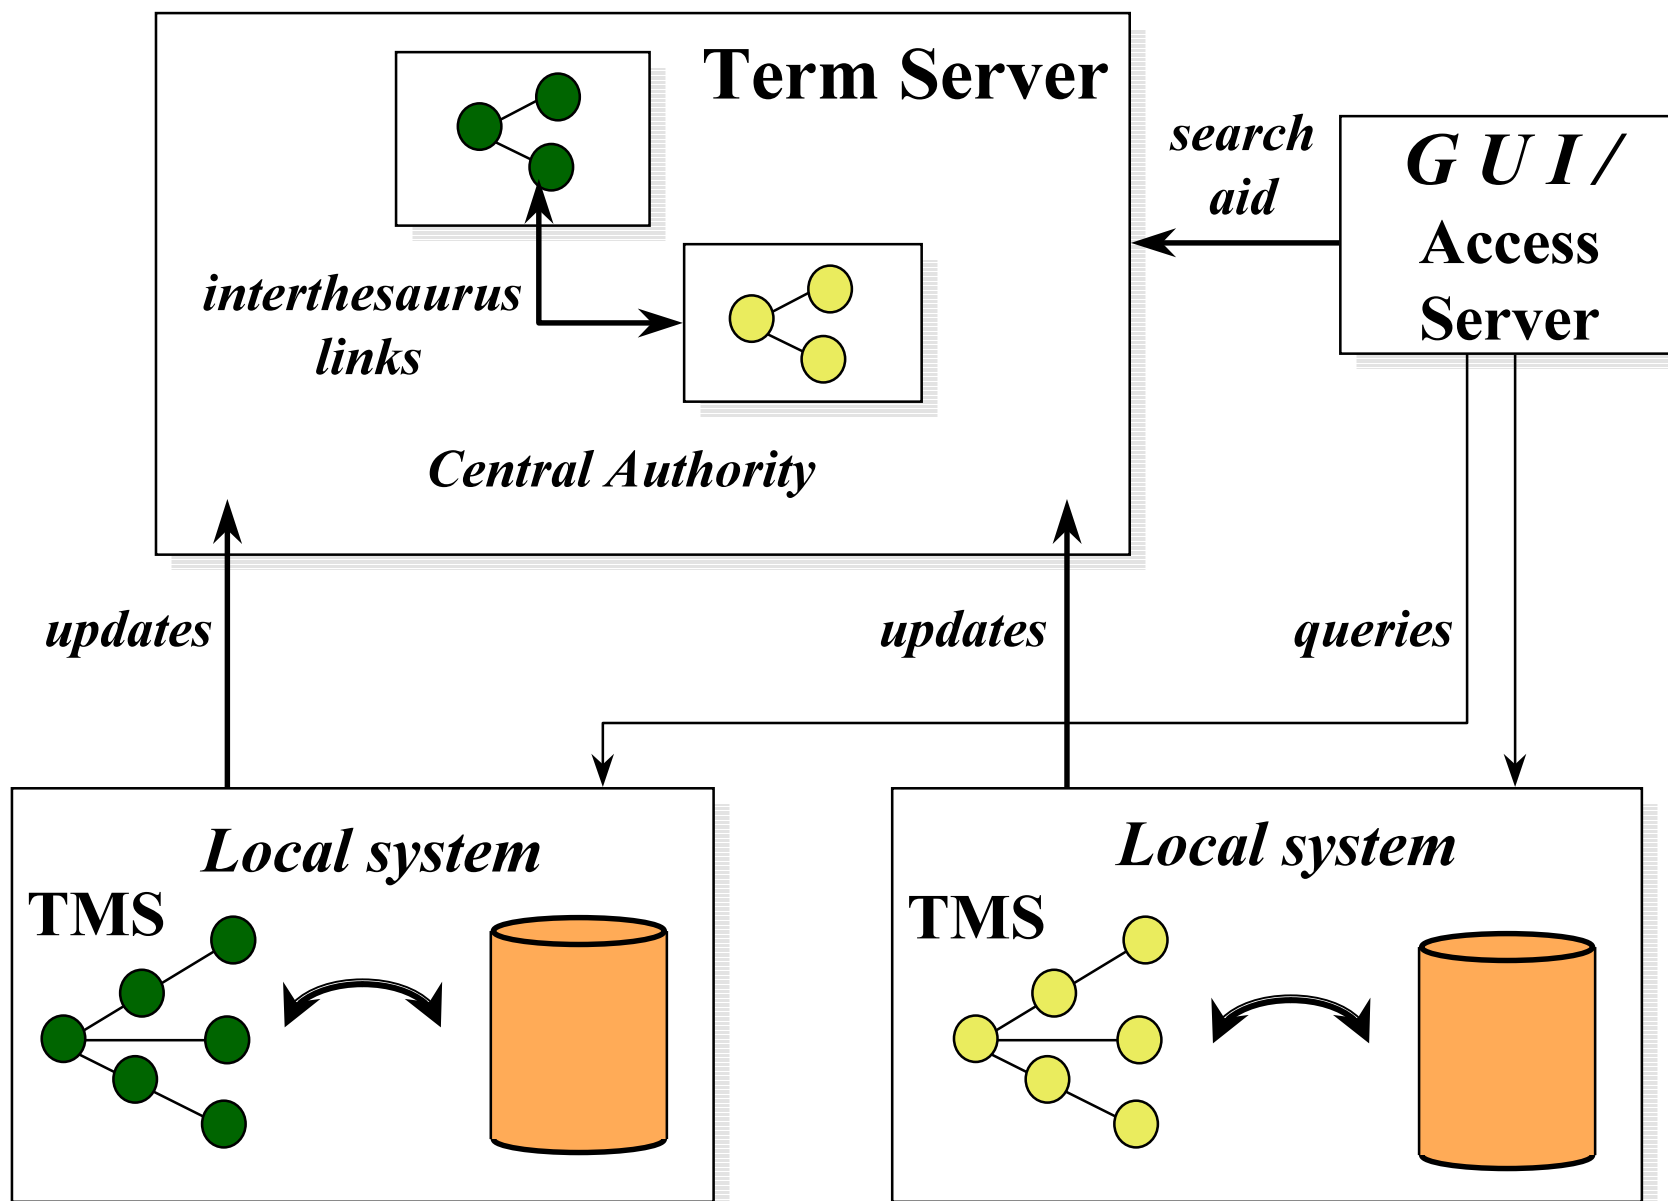 Term Server
search
aid
G U I /
Access
Server
interthesaurus
links
Central Authority
updates
updates
queries
Local system
TMS
Local system
TMS